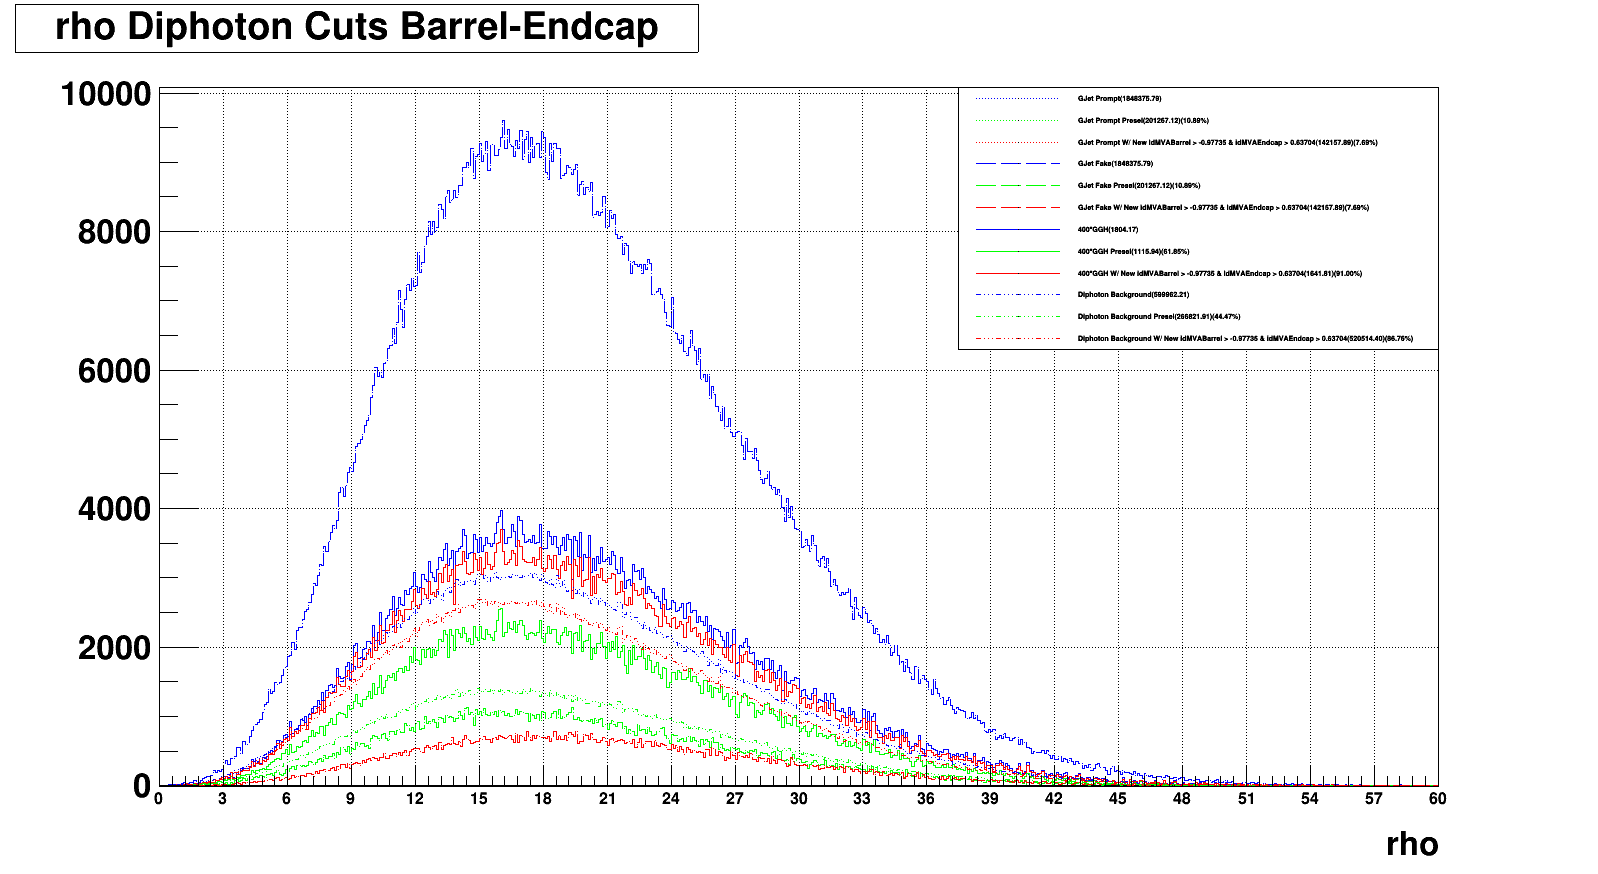 rho Diphoton Cuts Barrel-Endcap
10000
8000
6000
4000
2000
0
GJet Prompt(1848375.79)
GJet Prompt Presel(201267.12)(10.89%)
GJet Prompt W/ New IdMVABarrel > -0.97735 & IdMVAEndcap > 0.63704(142157.89)(7.69%)
GJet Fake(1848375.79)
GJet Fake Presel(201267.12)(10.89%)
GJet Fake W/ New IdMVABarrel > -0.97735 & IdMVAEndcap > 0.63704(142157.89)(7.69%)
400*GGH(1804.17)
400*GGH Presel(1115.94)(61.85%)
400*GGH W/ New IdMVABarrel > -0.97735 & IdMVAEndcap > 0.63704(1641.81)(91.00%)
Diphoton Background(599962.21)
Diphoton Background Presel(266821.91)(44.47%)
Diphoton Background W/ New IdMVABarrel > -0.97735 & IdMVAEndcap > 0.63704(520514.40)(86.76%)
0 3 6 9 12 15 18 21 24 27 30 33 36 39 42 45 48 51 54 57 60
rho